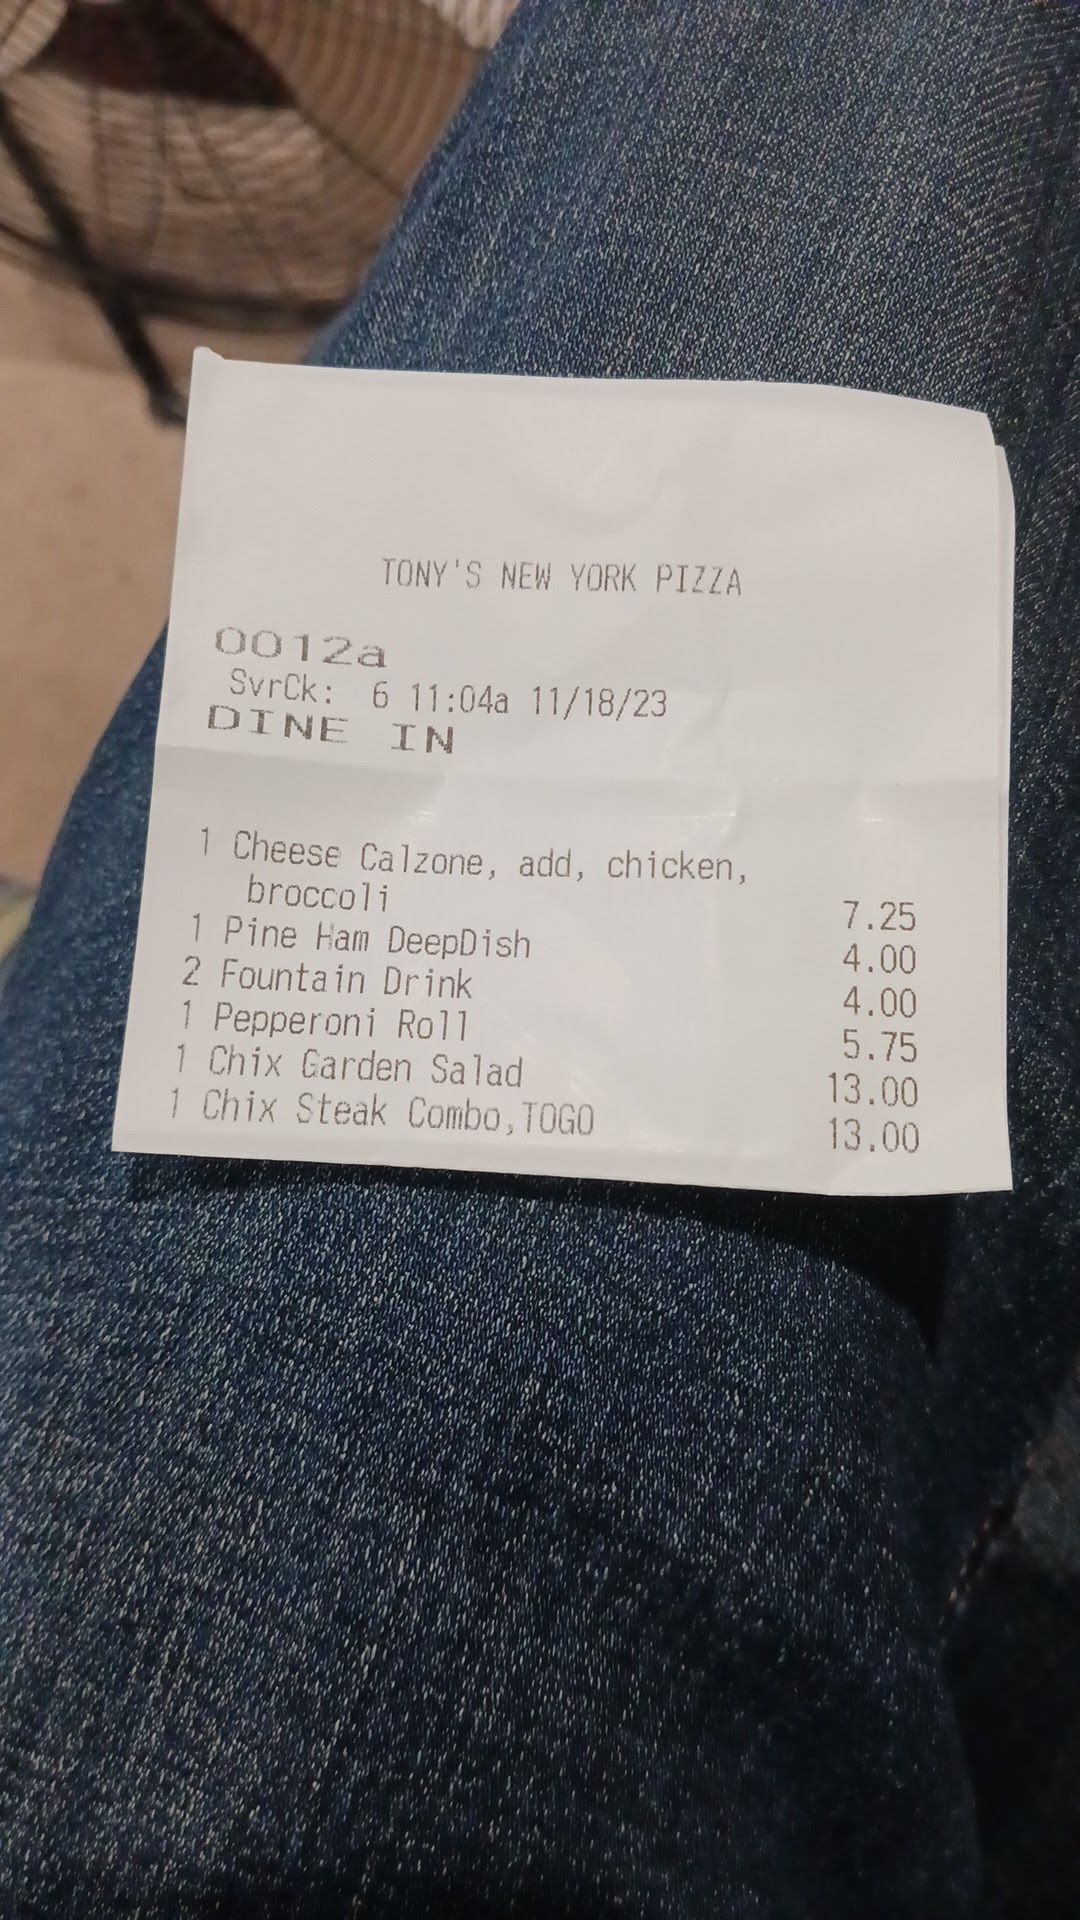 TONY'S NEW YORK PIZZA
0012a
SvrCk: 6 11:04a 11/18/23
DINE IN
1 Cheese Calzone, add, chicken,
broccoli 7.25
1 Pine Ham DeepDish 4.00
2 Fountain Drink 4.00
1 Pepperoni Roll 5.75
1 Chix Garden Salad 13.00
1 Chix Steak Combo,TOGO 13.00